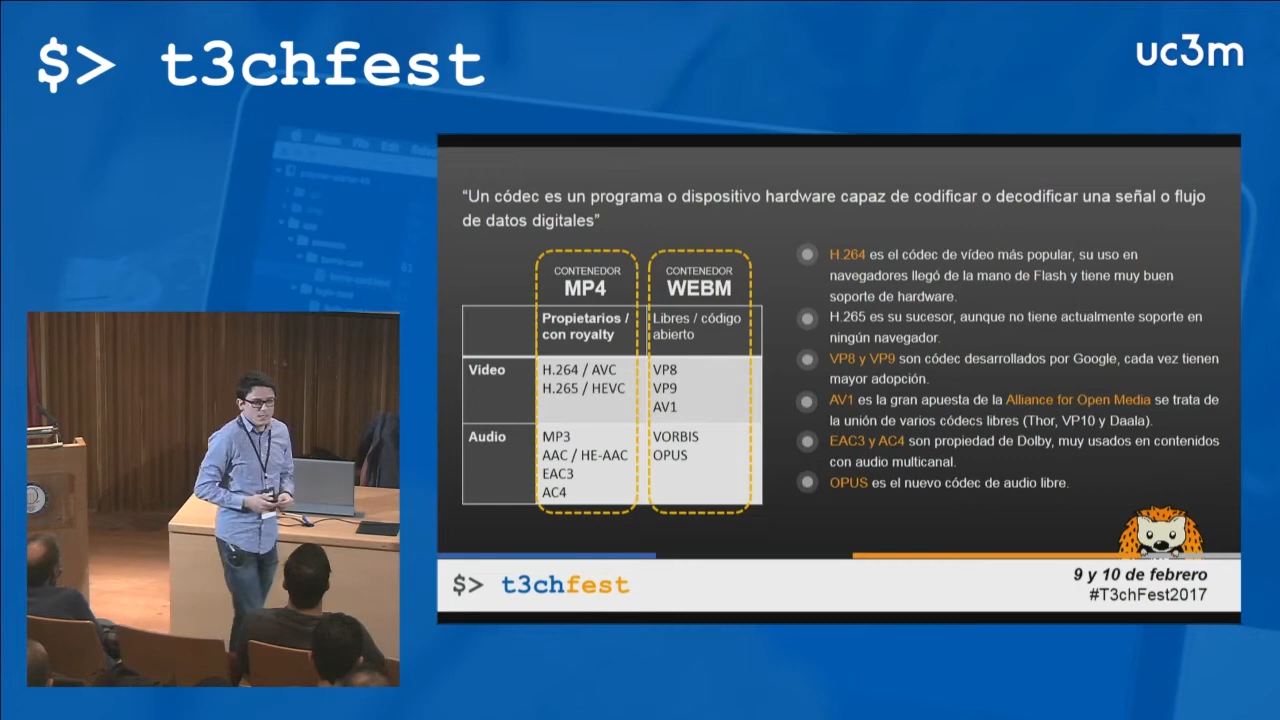 $> t3chfest
uc3m
“Un códec es un programa o dispositivo hardware capaz de codificar o decodificar una señal o flujo
de datos digitales”
CONTENEDOR
MP4
CONTENEDOR
WEBM
Propietarios /
con royalty
Libres / código
abierto
Video
H.264 / AVC
H.265 / HEVC
VP8
VP9
AV1
Audio
MP3
AAC / HE-AAC
EAC3
AC4
VORBIS
OPUS
H.264 es el códec de vídeo más popular, su uso en
navegadores llegó de la mano de Flash y tiene muy buen
soporte de hardware.
H.265 es su sucesor, aunque no tiene actualmente soporte en
ningún navegador.
VP8 y VP9 son códec desarrollados por Google, cada vez tienen
mayor adopción.
AV1 es la gran apuesta de la Alliance for Open Media se trata de
la unión de varios códecs libres (Thor, VP10 y Daala).
EAC3 y AC4 son propiedad de Dolby, muy usados en contenidos
con audio multicanal.
OPUS es el nuevo códec de audio libre.
$> t3chfest
9 y 10 de febrero
#T3chFest2017